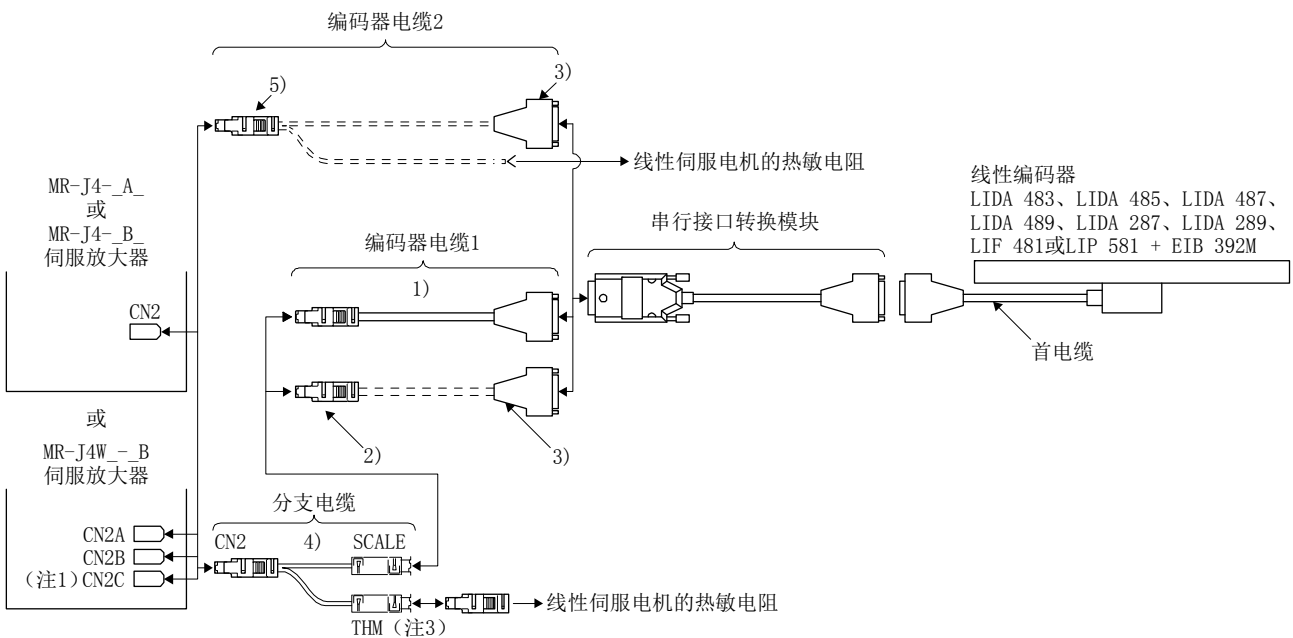 编码器电缆2
5)
3)
线性伺服电机的热敏电阻
MR-J4-_A_
或
MR-J4-_B_
伺服放大器
CN2
编码器电缆1
1)
串行接口转换模块
线性编码器
LIDA 483、LIDA 485、LIDA 487、
LIDA 489、LIDA 287、LIDA 289、
LIF 481或LIP 581 + EIB 392M
首电缆
2)
3)
或
MR-J4W_-_B
伺服放大器
CN2A
CN2B
（注1）CN2C
分支电缆
CN2
4)
SCALE
THM（注3）
线性伺服电机的热敏电阻